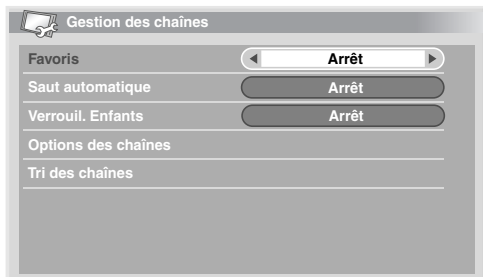 Gestion des chaînes
Favoris Arrêt
Saut automatique Arrêt
Verrouil. Enfants Arrêt
Options des chaînes
Tri des chaînes